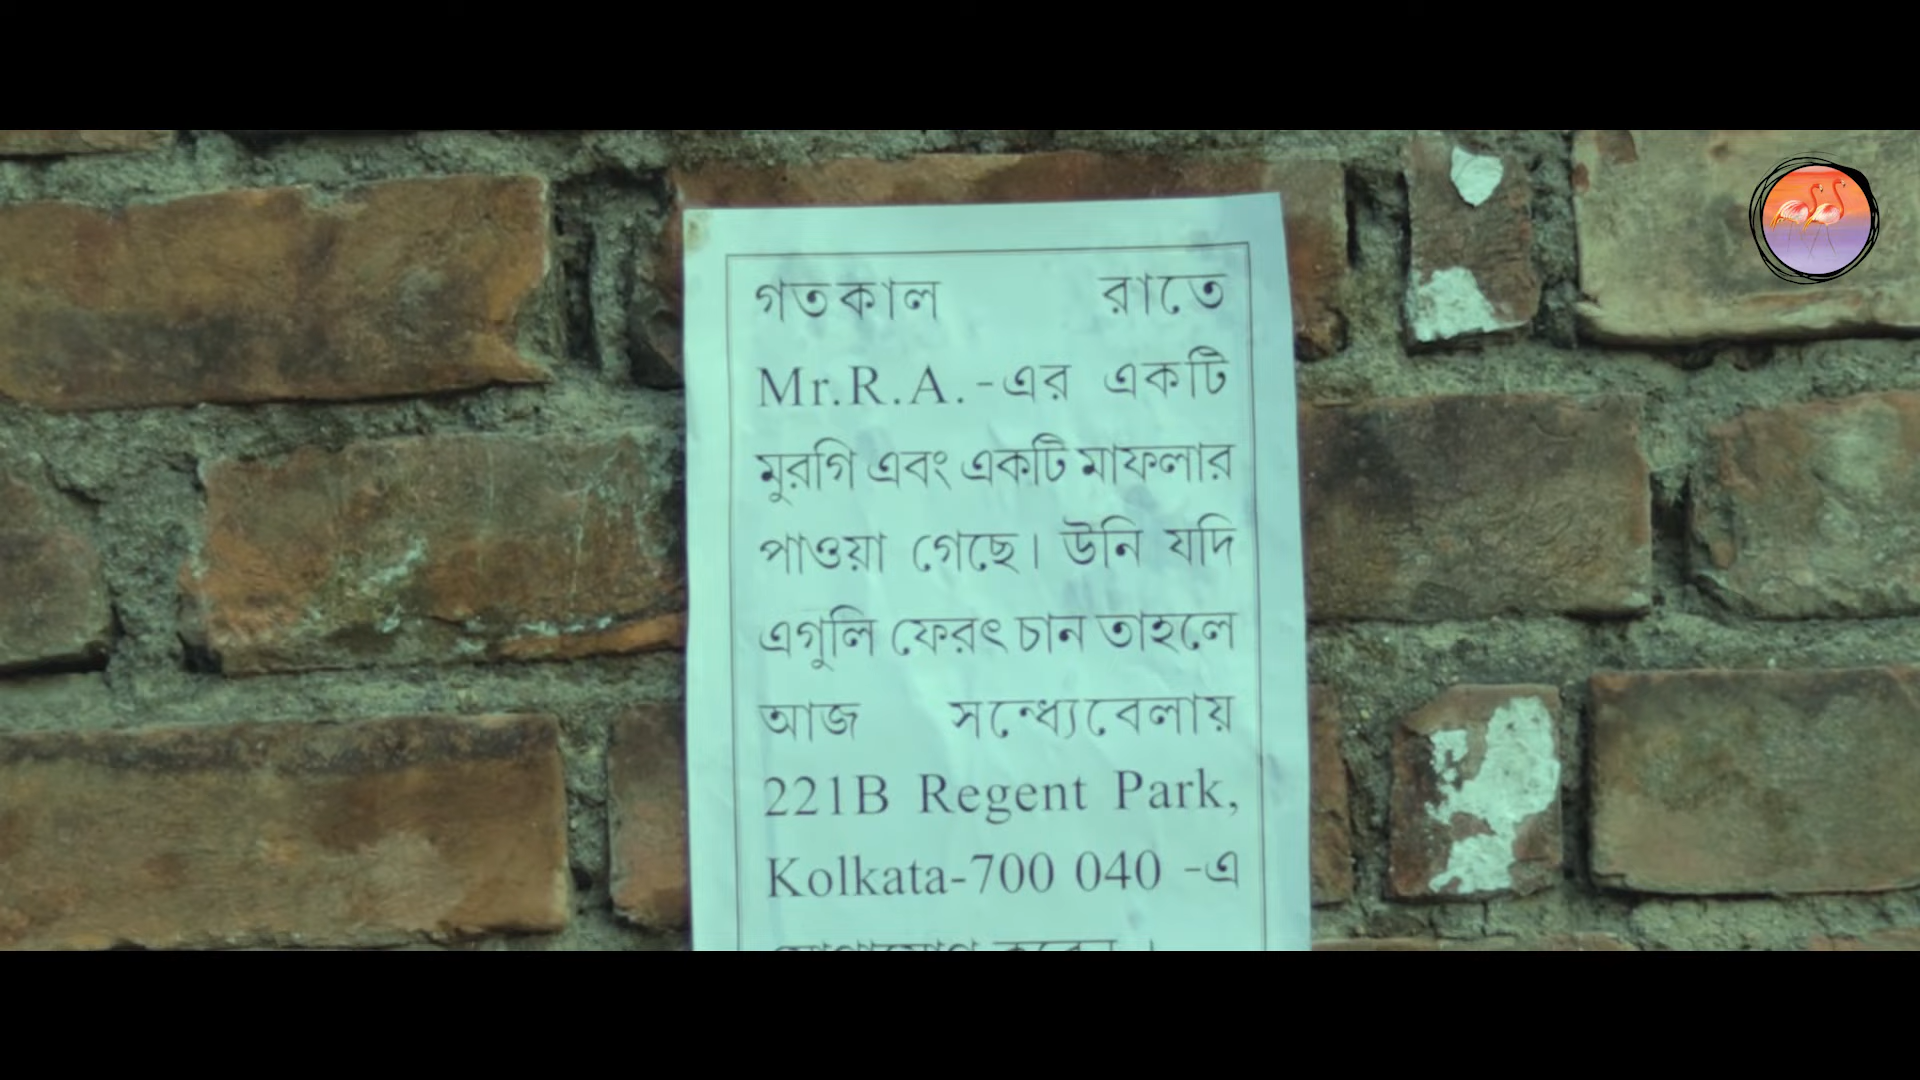 গতকাল রাতে
Mr.R.A.-এর একটি
মুরগি এবং একটি মাফলার
পাওয়া গেছে। উনি যদি
এগুলি ফেরৎ চান তাহলে
আজ সন্ধ্যেবেলায়
221B Regent Park,
Kolkata-700 040 -এ